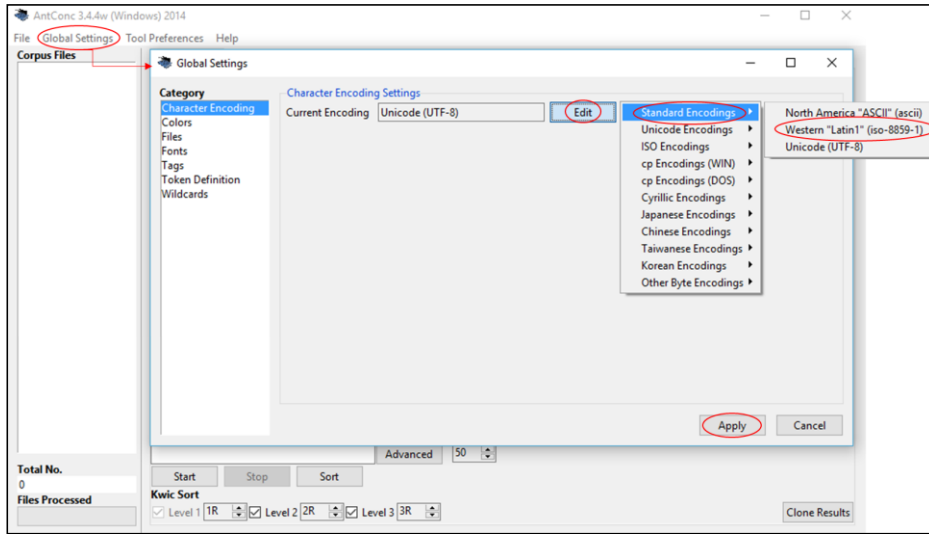 AntConc 3.4.4w (Windows) 2014
File Global Settings Tool Preferences Help
Corpus Files
Global Settings
Category
Character Encoding
Colors
Files
Fonts
Tags
Token Definition
Wildcards
Character Encoding Settings
Current Encoding Unicode (UTF-8) Edit
Standard Encodings
Unicode Encodings
ISO Encodings
cp Encodings (WIN)
cp Encodings (DOS)
Cyrillic Encodings
Japanese Encodings
Chinese Encodings
Taiwanese Encodings
Korean Encodings
Other Byte Encodings
North America "ASCII" (ascii)
Western "Latin1" (iso-8859-1)
Unicode (UTF-8)
Apply Cancel
Advanced 50
Total No.
0
Files Processed
Start Stop Sort
Kwic Sort
Level 1 1R Level 2 2R Level 3 3R
Clone Results